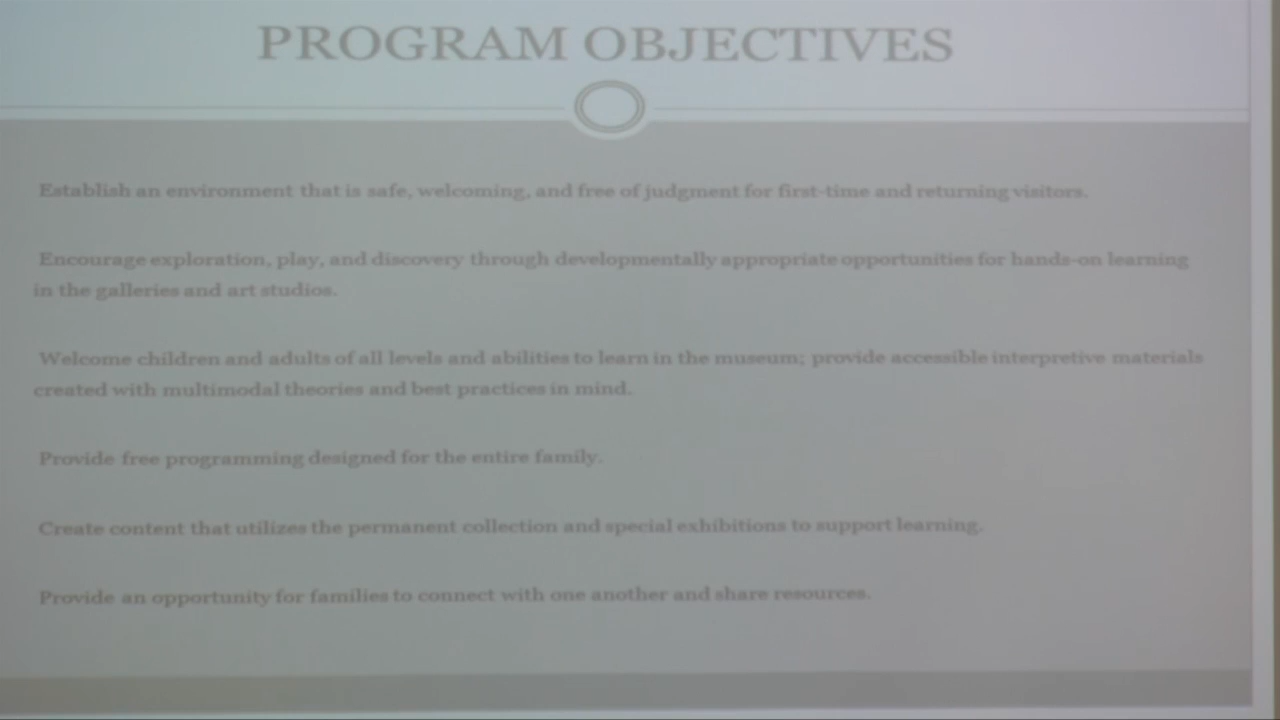 PROGRAM OBJECTIVES
Establish an environment that is safe, welcoming, and free of judgment for first-time and returning visitors.
Encourage exploration, play, and discovery through developmentally appropriate opportunities for hands-on learning
in the galleries and art studios.
Welcome children and adults of all levels and abilities to learn in the museum; provide accessible interpretive materials
created with multimodal theories and best practices in mind.
Provide free programming designed for the entire family.
Create content that utilizes the permanent collection and special exhibitions to support learning.
Provide an opportunity for families to connect with one another and share resources.